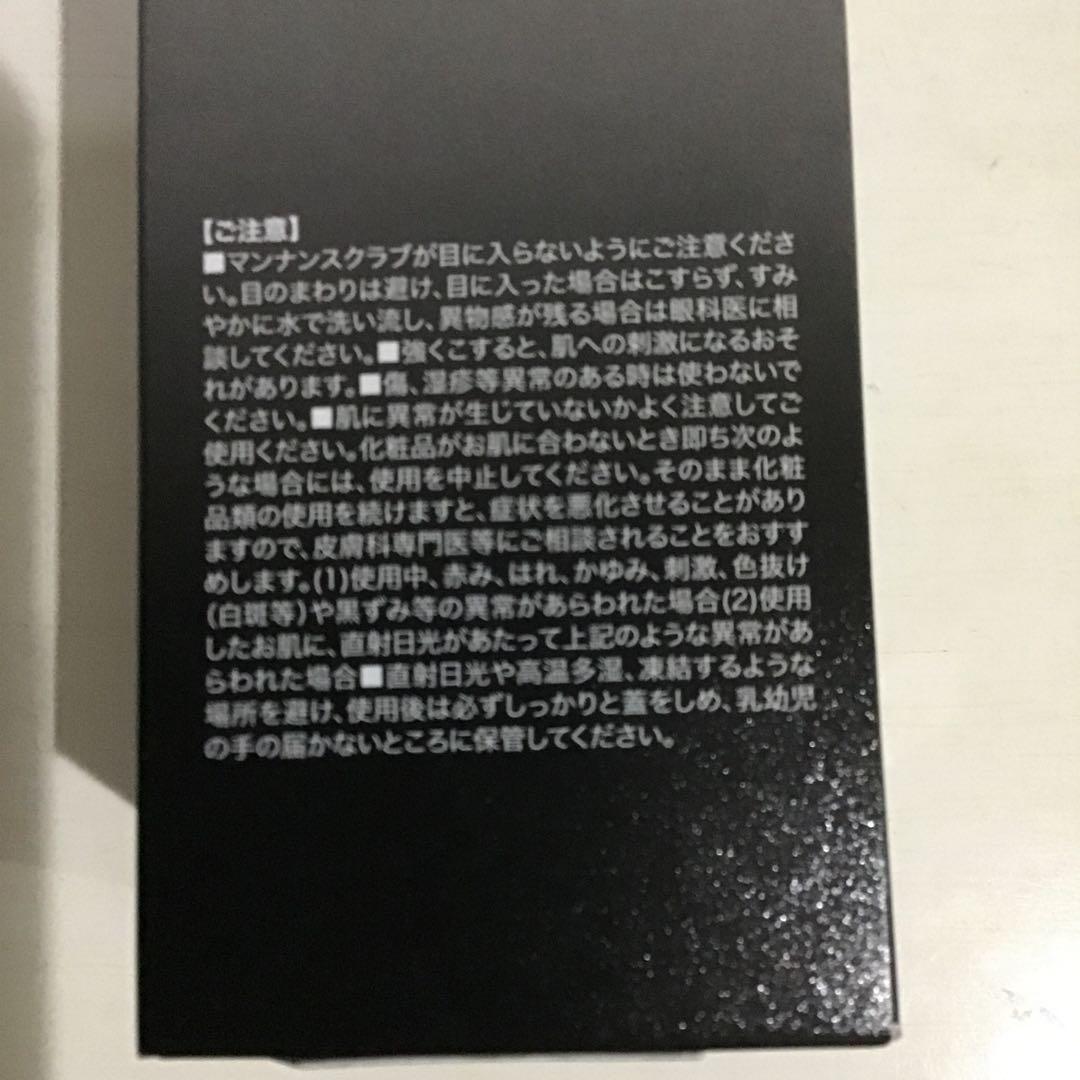 【ご注意】
■マンナンスクラブが目に入らないようにご注意くださ
い。目のまわりは避け、目に入った場合はこすらず、すみ
やかに水で洗い流し、異物感が残る場合は眼科医に相
談してください。■強くこすると、肌への刺激になるおそ
れがあります。■傷、湿疹等異常のある時は使わないで
ください。■肌に異常が生じていないかよく注意してご
使用ください。化粧品がお肌に合わないとき即ち次のよ
うな場合には、使用を中止してください。そのまま化粧
品類の使用を続けますと、症状を悪化させることがあり
ますので、皮膚科専門医等にご相談されることをおすす
めします。(1)使用中、赤み、はれ、かゆみ、刺激、色抜け
(白斑等)や黒ずみ等の異常があらわれた場合(2)使用
したお肌に、直射日光があたって上記のような異常があ
らわれた場合■直射日光や高温多湿、凍結するような
場所を避け、使用後は必ずしっかりと蓋をしめ、乳幼児
の手の届かないところに保管してください。